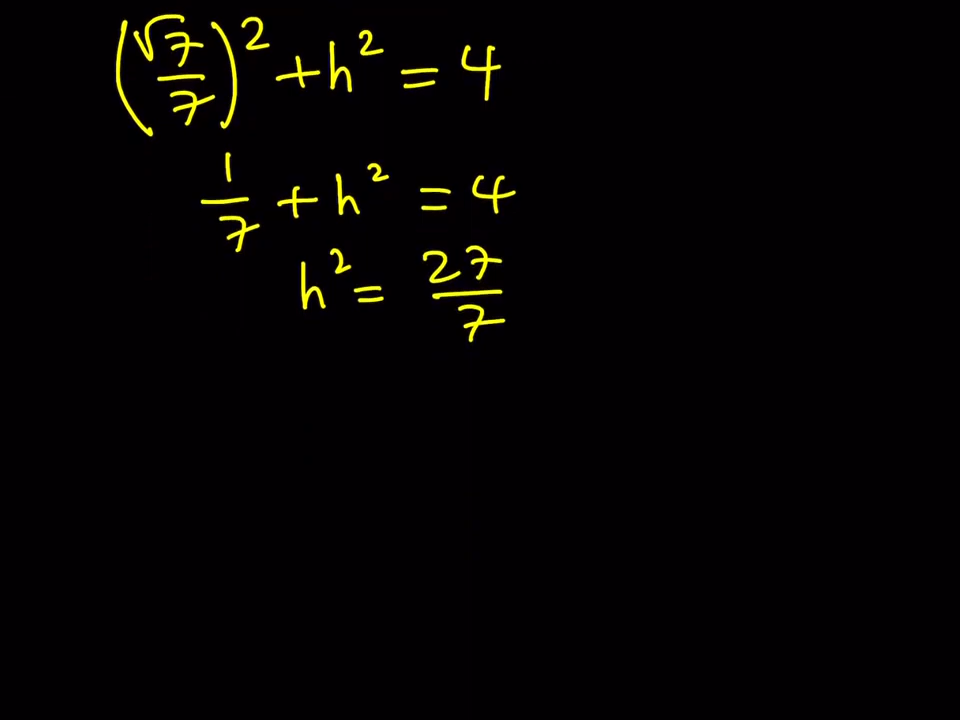 (√7/7)² + h² = 4
1/7 + h² = 4
h² = 27/7